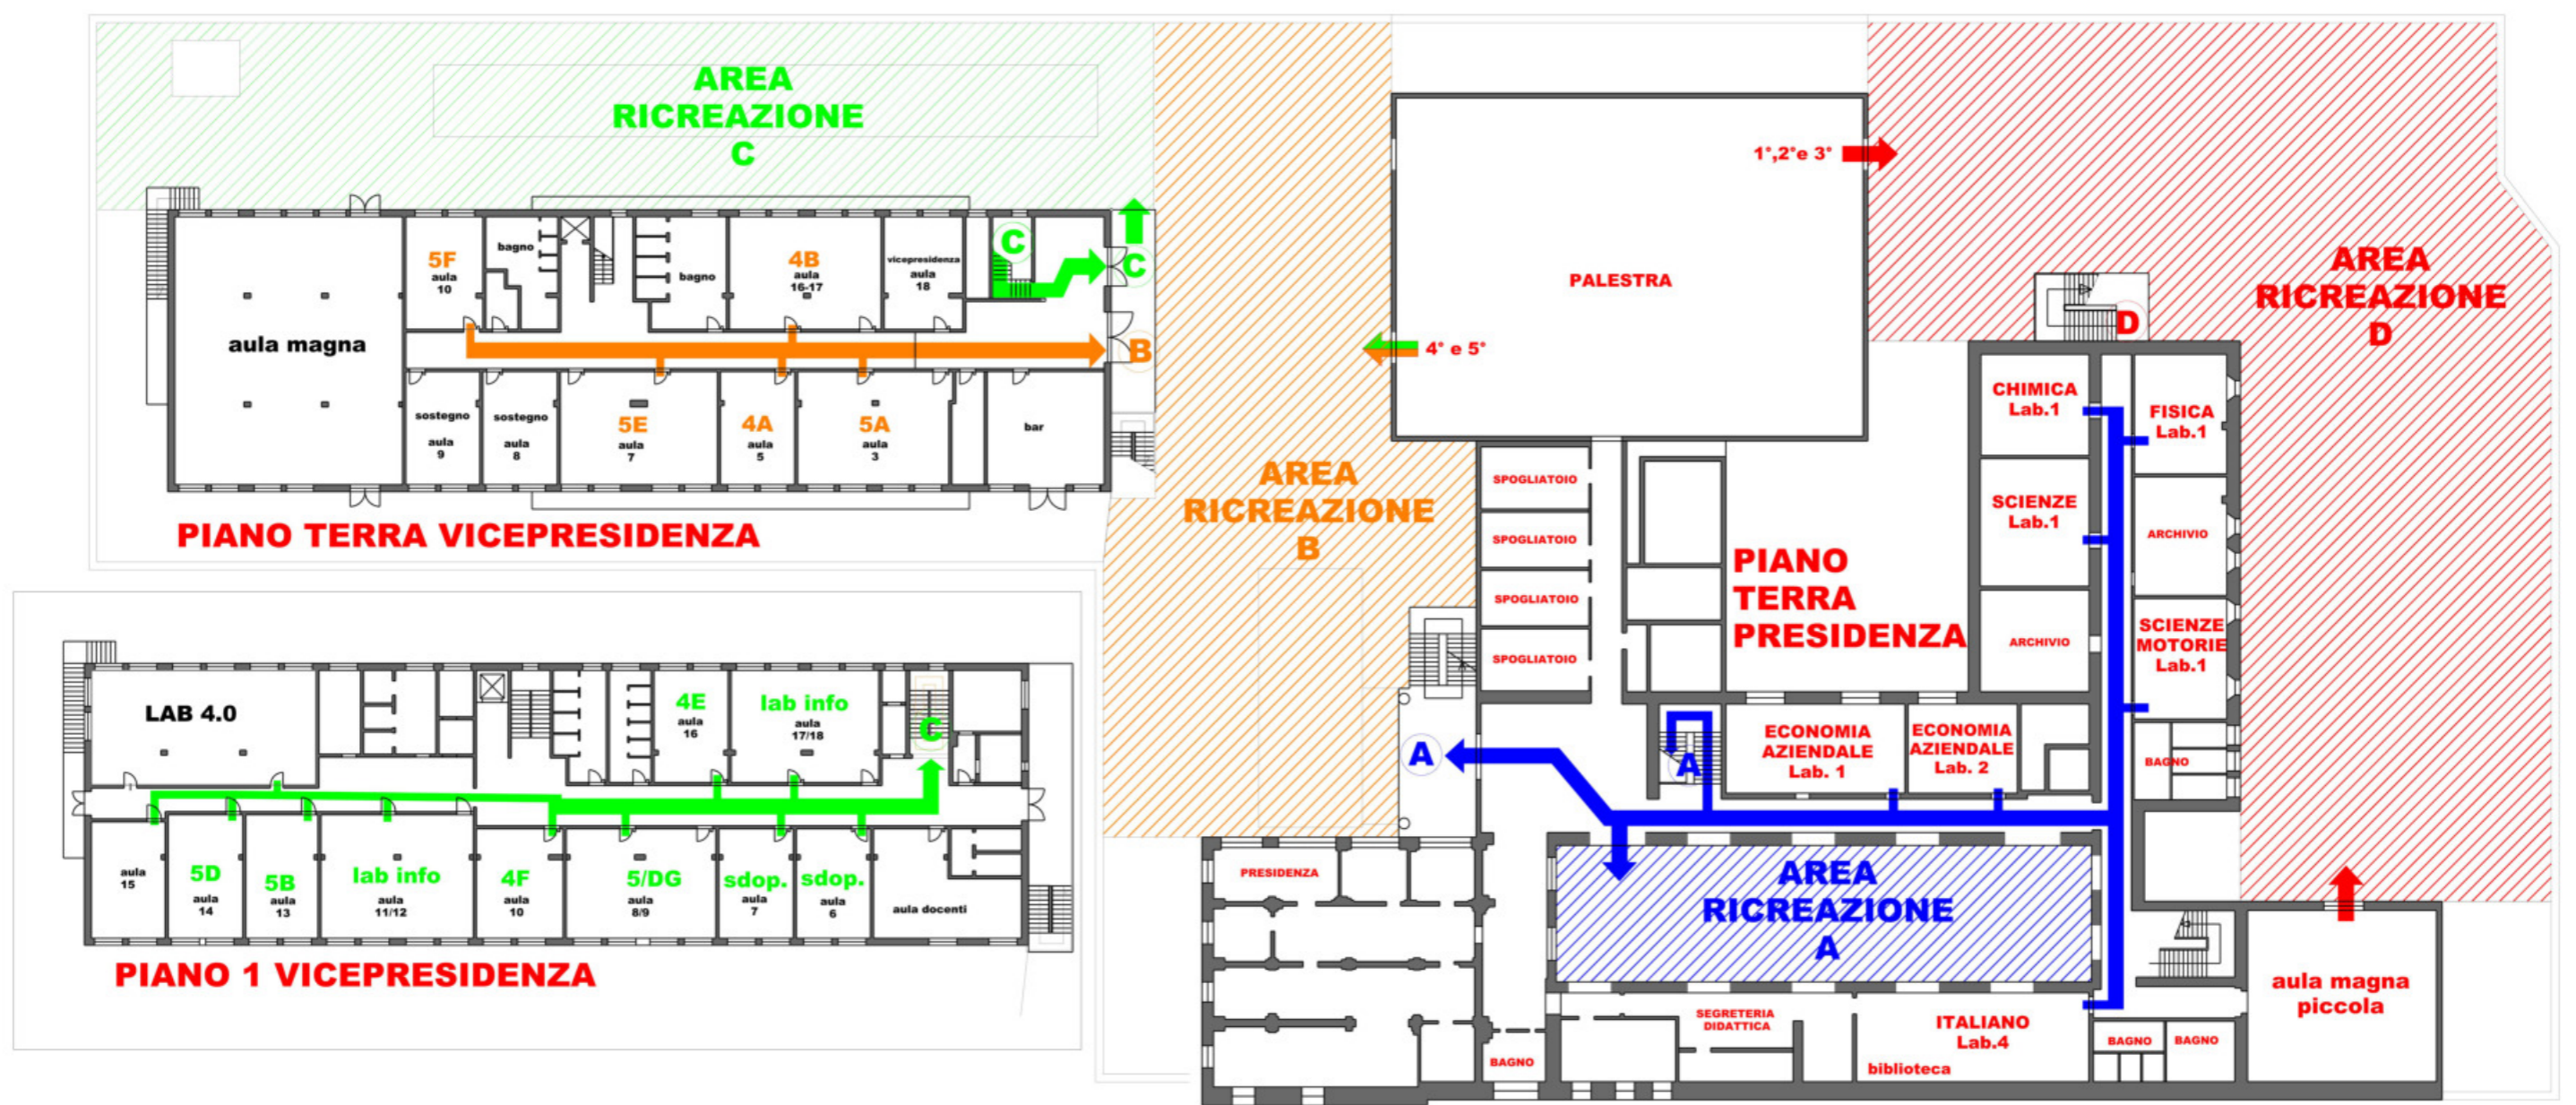 AREA
RICREAZIONE
C
5F
aula
10
bagno
bagno
4B
aula
16-17
vicepresidenza
aula
18
C
C
aula magna
B
sostegno
aula
9
sostegno
aula
8
5E
aula
7
4A
aula
5
5A
aula
3
bar
PIANO TERRA VICEPRESIDENZA
LAB 4.0
4E
aula
16
lab info
aula
17/18
C
aula
15
5D
aula
14
5B
aula
13
lab info
aula
11/12
4F
aula
10
5/DG
aula
8/9
sdop.
aula
7
sdop.
aula
6
aula docenti
PIANO 1 VICEPRESIDENZA
AREA
RICREAZIONE
B
1°,2°e 3°
PALESTRA
4° e 5°
AREA
RICREAZIONE
D
D
SPOGLIATOIO
SPOGLIATOIO
SPOGLIATOIO
SPOGLIATOIO
PIANO
TERRA
PRESIDENZA
CHIMICA
Lab.1
FISICA
Lab.1
SCIENZE
Lab.1
ARCHIVIO
ARCHIVIO
SCIENZE
MOTORIE
Lab.1
BAGNO
A
A
ECONOMIA
AZIENDALE
Lab. 1
ECONOMIA
AZIENDALE
Lab. 2
PRESIDENZA
AREA
RICREAZIONE
A
SEGRETERIA
DIDATTICA
ITALIANO
Lab.4
biblioteca
BAGNO
BAGNO
BAGNO
aula magna
piccola